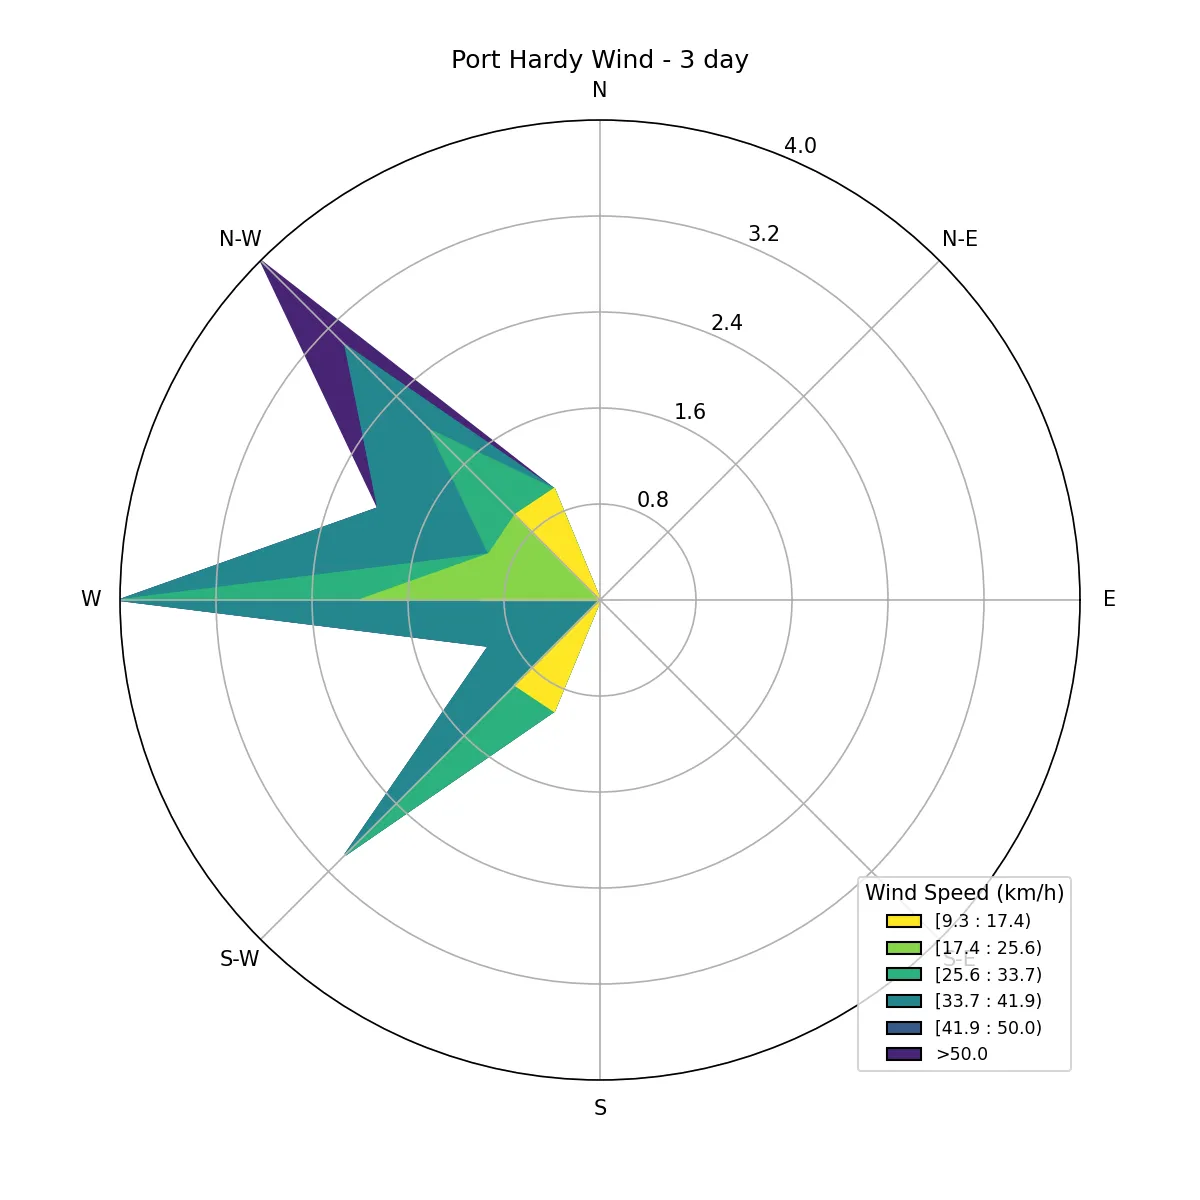 Port Hardy Wind - 3 day
N
4.0
N-W
3.2
N-E
2.4
1.6
0.8
W
E
Wind Speed (km/h)
[9.3 : 17.4)
[17.4 : 25.6)
S-W
S-E
[25.6 : 33.7)
[33.7 : 41.9)
[41.9 : 50.0)
>50.0
S